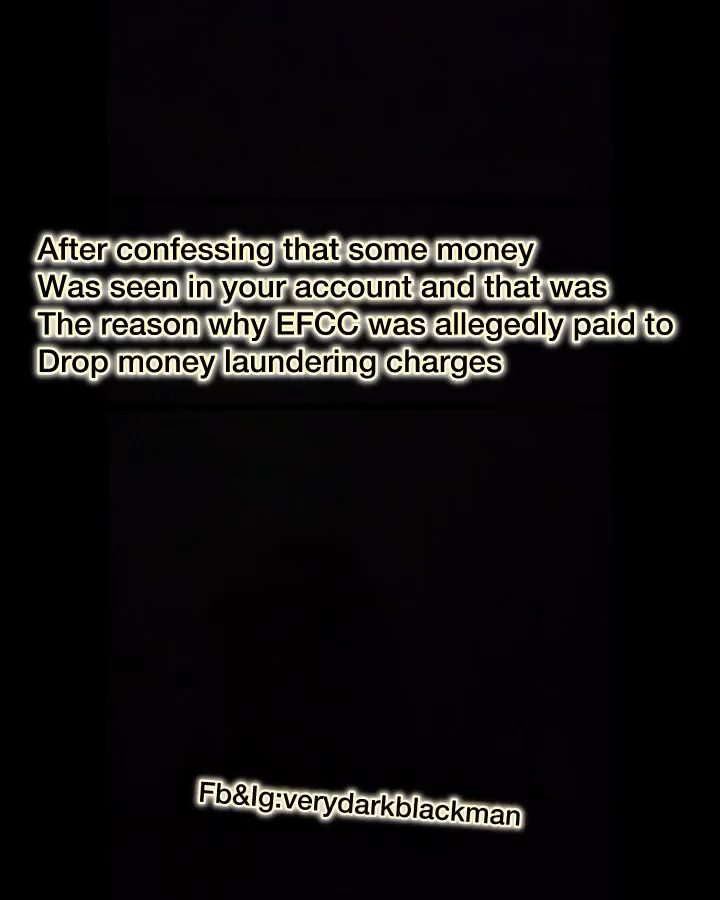 After confessing that some money
Was seen in your account and that was
The reason why EFCC was allegedly paid to
Drop money laundering charges
Fb&Ig:verydarkblackman